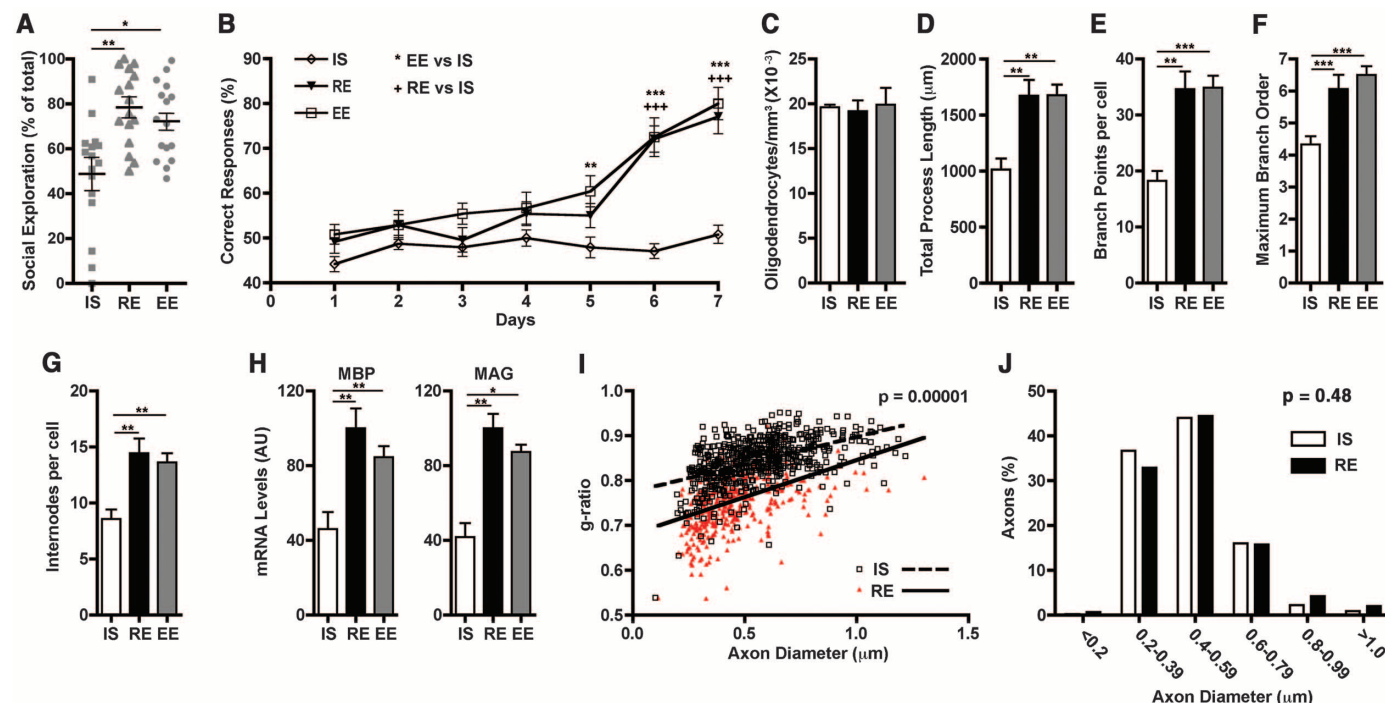 A
Social Exploration (% of total)
100
80
60
40
20
0
*
**
IS RE EE
B
Correct Responses (%)
90
80
70
60
50
40
IS
RE
EE
* EE vs IS
+ RE vs IS
**
***
+++
***
+++
0 1 2 3 4 5 6 7
Days
C
Oligodendrocytes/mm³ (X10⁻³)
25
20
15
10
5
0
IS RE EE
D
Total Process Length (μm)
2000
1000
500
0
**
**
IS RE EE
E
Branch Points per cell
40
30
20
10
0
***
**
IS RE EE
F
Maximum Branch Order
7
6
5
4
3
2
1
0
***
***
IS RE EE
G
Internodes per cell
20
15
10
5
0
**
**
IS RE EE
H
mRNA Levels (AU)
MBP
120
80
40
0
**
**
IS RE EE
MAG
120
80
40
0
*
**
IS RE EE
I
g-ratio
p = 0.00001
1.0
0.9
0.8
0.7
0.6
0.5
IS
RE
0.0 0.5 1.0 1.5
Axon Diameter (μm)
J
Axons (%)
p = 0.48
50
40
30
20
10
0
IS
RE
<0.2
0.2-0.39
0.4-0.59
0.6-0.79
0.8-0.99
>1.0
Axon Diameter (μm)